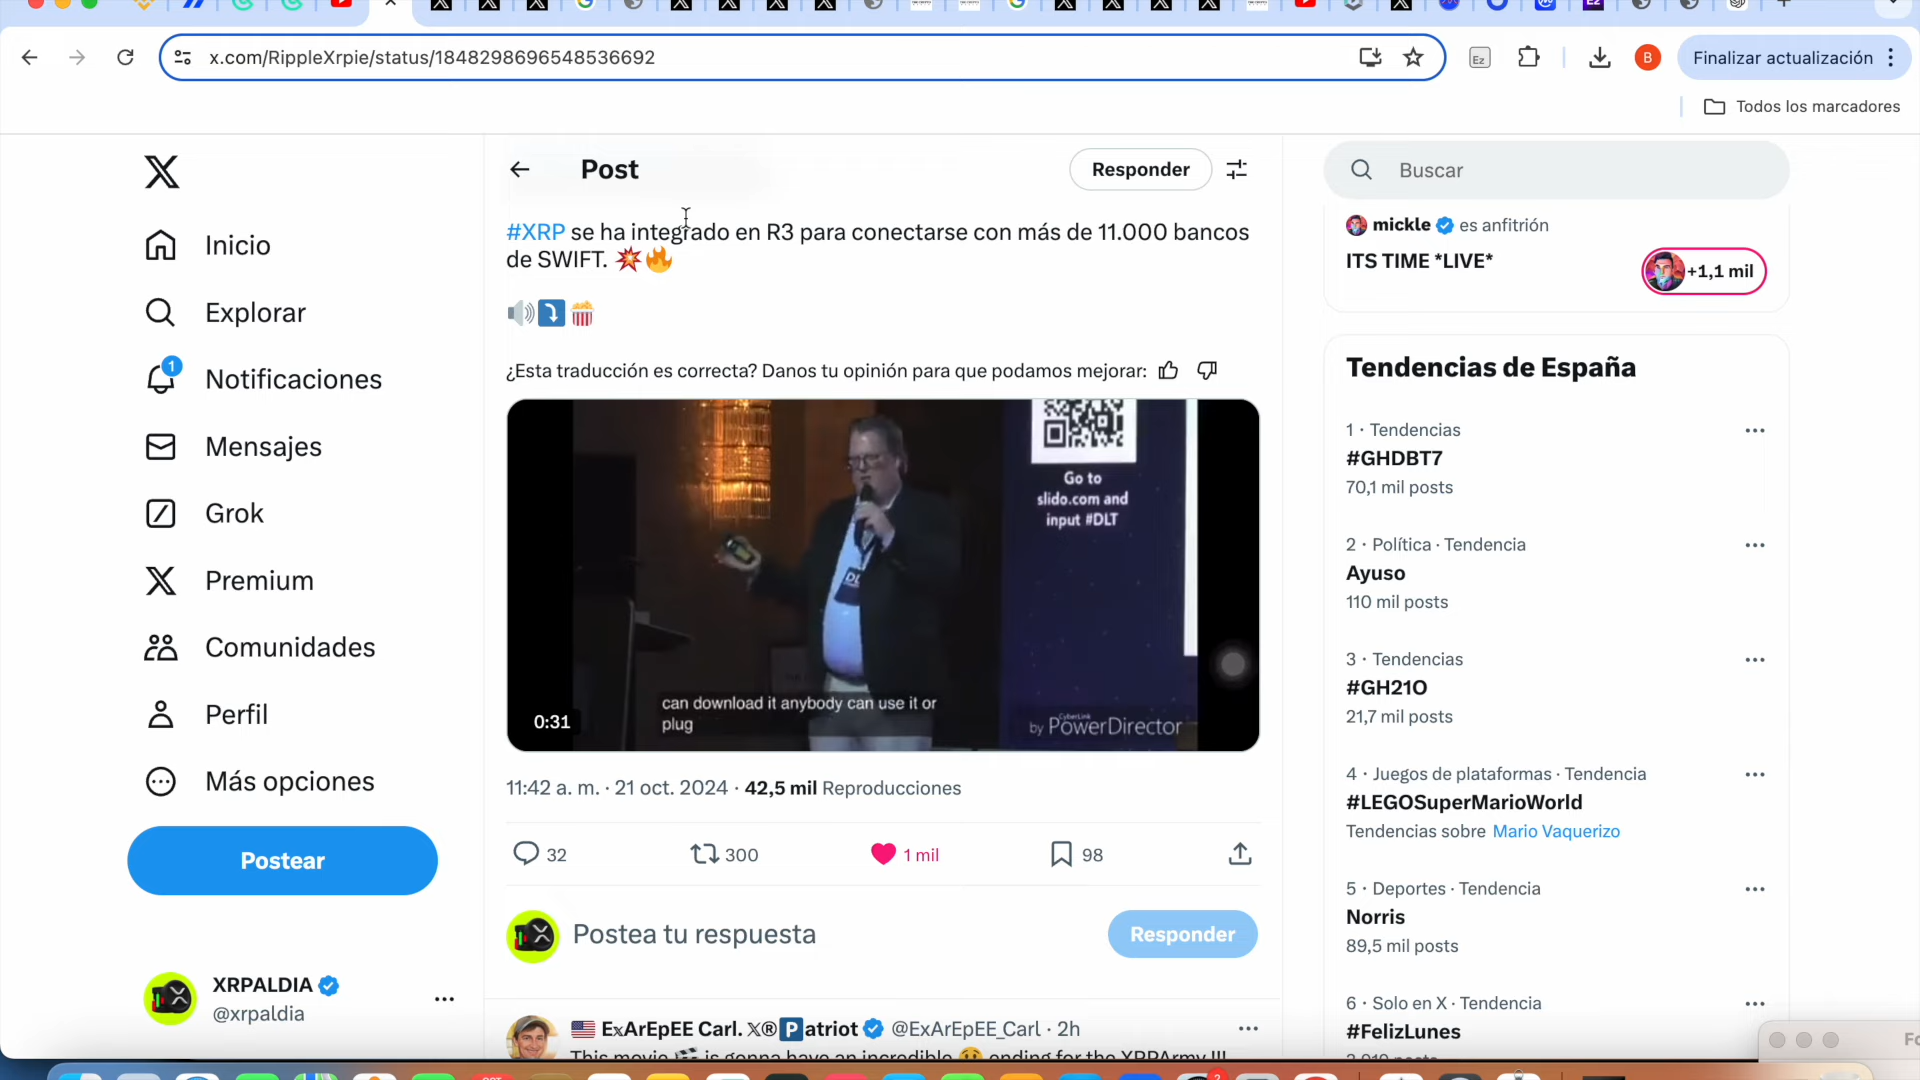 x.com/RippleXrpie/status/1848298696548536692
Ez
B
Finalizar actualización
Todos los marcadores
Post
Responder
Buscar
#XRP se ha integrado en R3 para conectarse con más de 11.000 bancos
de SWIFT. 💥🔥
🔊⤵️🍿
¿Esta traducción es correcta? Danos tu opinión para que podamos mejorar:
Go to
slido.com and
input #DLT
can download it anybody can use it or
plug
0:31
CyberLink
by PowerDirector
11:42 a. m. · 21 oct. 2024 · 42,5 mil Reproducciones
32
300
1 mil
98
Postea tu respuesta
Responder
🇺🇸 ExArEpEE Carl. 𝕏®🅿atriot
@ExArEpEE_Carl · 2h
Inicio
Explorar
1
Notificaciones
Mensajes
Grok
Premium
Comunidades
Perfil
Más opciones
Postear
XRPALDIA
@xrpaldia
mickle es anfitrión
ITS TIME *LIVE*
+1,1 mil
Tendencias de España
1 · Tendencias
#GHDBT7
70,1 mil posts
2 · Política · Tendencia
Ayuso
110 mil posts
3 · Tendencias
#GH21O
21,7 mil posts
4 · Juegos de plataformas · Tendencia
#LEGOSuperMarioWorld
Tendencias sobre Mario Vaquerizo
5 · Deportes · Tendencia
Norris
89,5 mil posts
6 · Solo en X · Tendencia
#FelizLunes